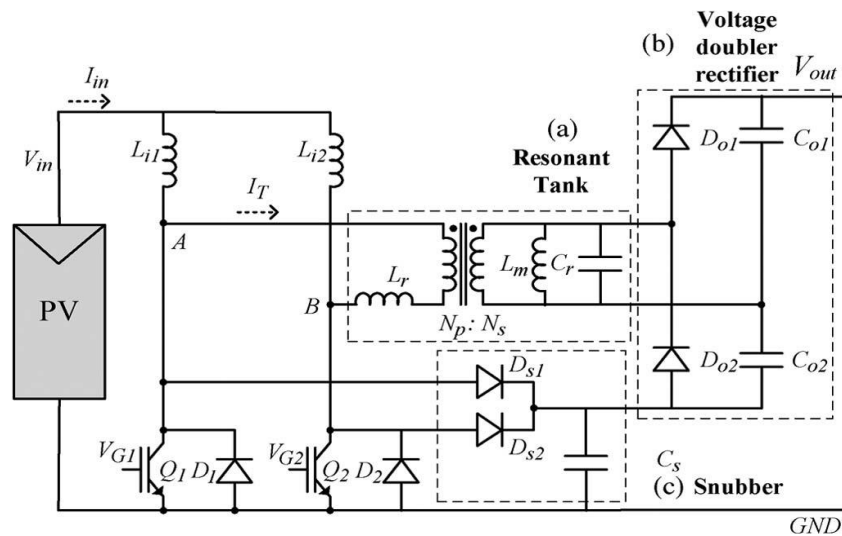 (b) Voltage
doubler
rectifier
V_out
I_in
(a)
Resonant
Tank
V_in
L_i1
L_i2
D_o1
C_o1
I_T
A
L_r
L_m
C_r
B
N_p : N_s
PV
D_s1
D_o2
C_o2
V_G1
Q_1
D_1
V_G2
Q_2
D_2
D_s2
C_s
(c) Snubber
GND